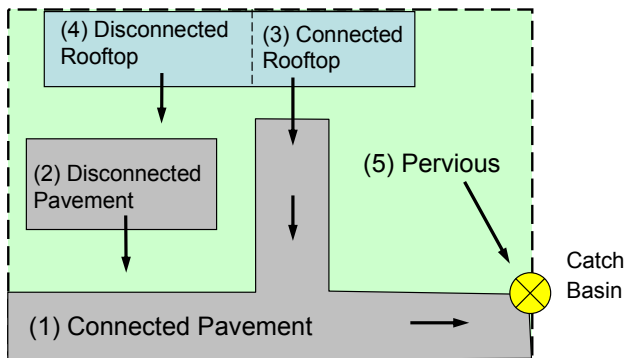 (4) Disconnected
Rooftop
(3) Connected
Rooftop
(2) Disconnected
Pavement
(5) Pervious
Catch
Basin
(1) Connected Pavement